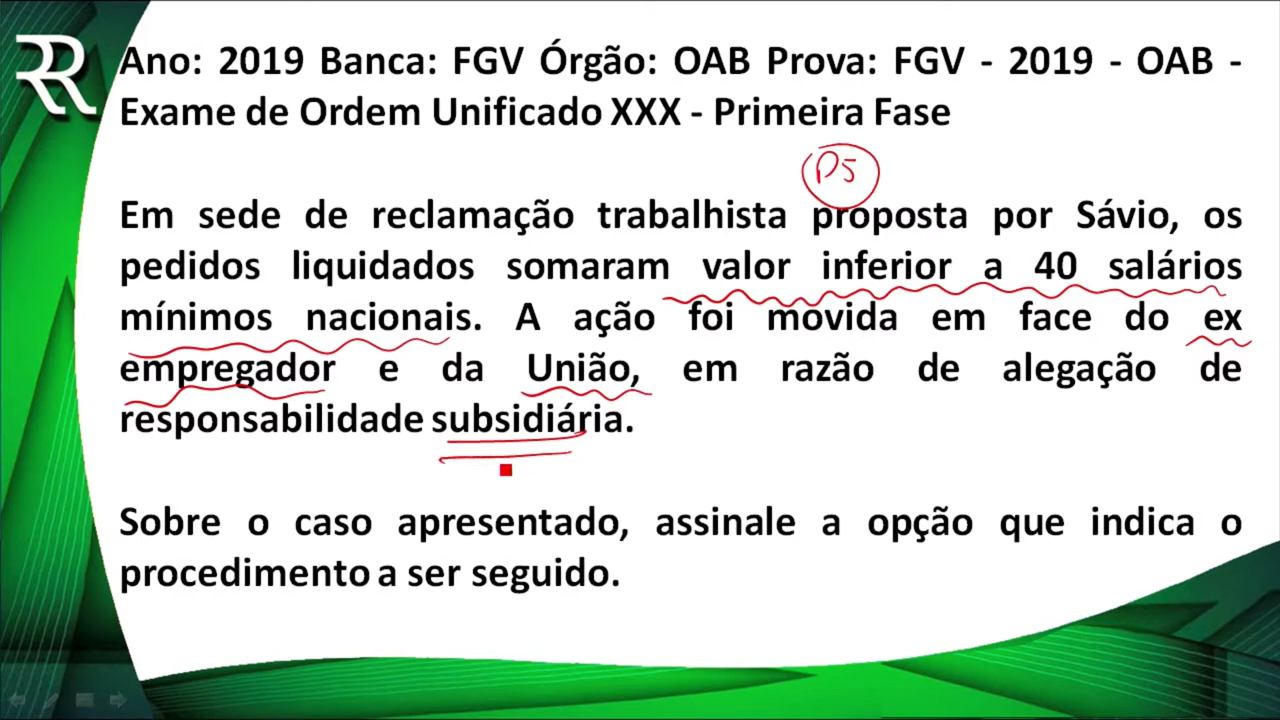 Ano: 2019 Banca: FGV Órgão: OAB Prova: FGV - 2019 - OAB -
Exame de Ordem Unificado XXX - Primeira Fase
PS
Em sede de reclamação trabalhista proposta por Sávio, os
pedidos liquidados somaram valor inferior a 40 salários
mínimos nacionais. A ação foi movida em face do ex
empregador e da União, em razão de alegação de
responsabilidade subsidiária.
Sobre o caso apresentado, assinale a opção que indica o
procedimento a ser seguido.